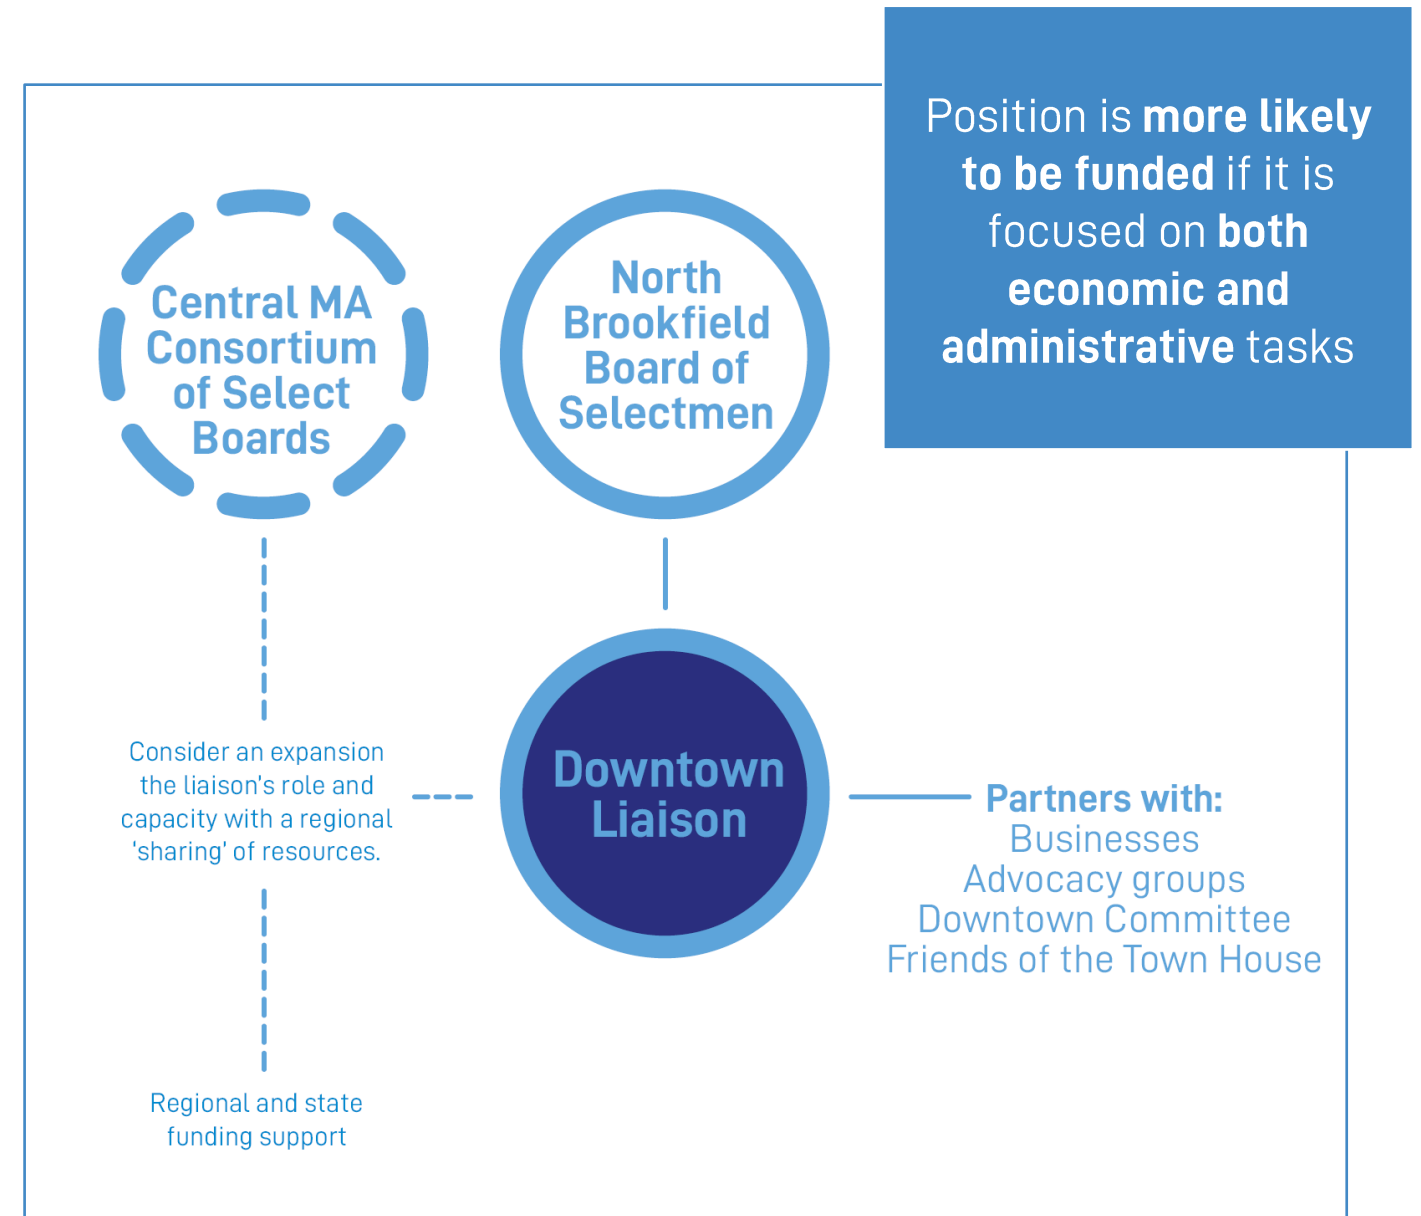 Position is more likely
to be funded if it is
focused on both
economic and
administrative tasks
Central MA
Consortium
of Select
Boards
North
Brookfield
Board of
Selectmen
Downtown
Liaison
Consider an expansion
the liaison's role and
capacity with a regional
'sharing' of resources.
Partners with:
Businesses
Advocacy groups
Downtown Committee
Friends of the Town House
Regional and state
funding support